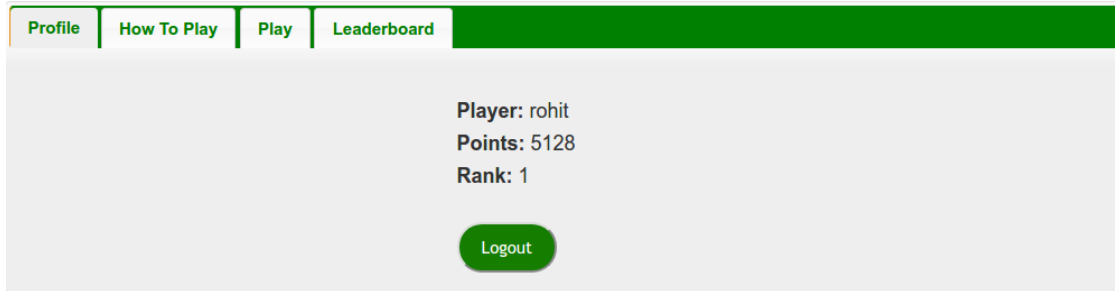 Profile How To Play Play Leaderboard
Player: rohit
Points: 5128
Rank: 1
Logout